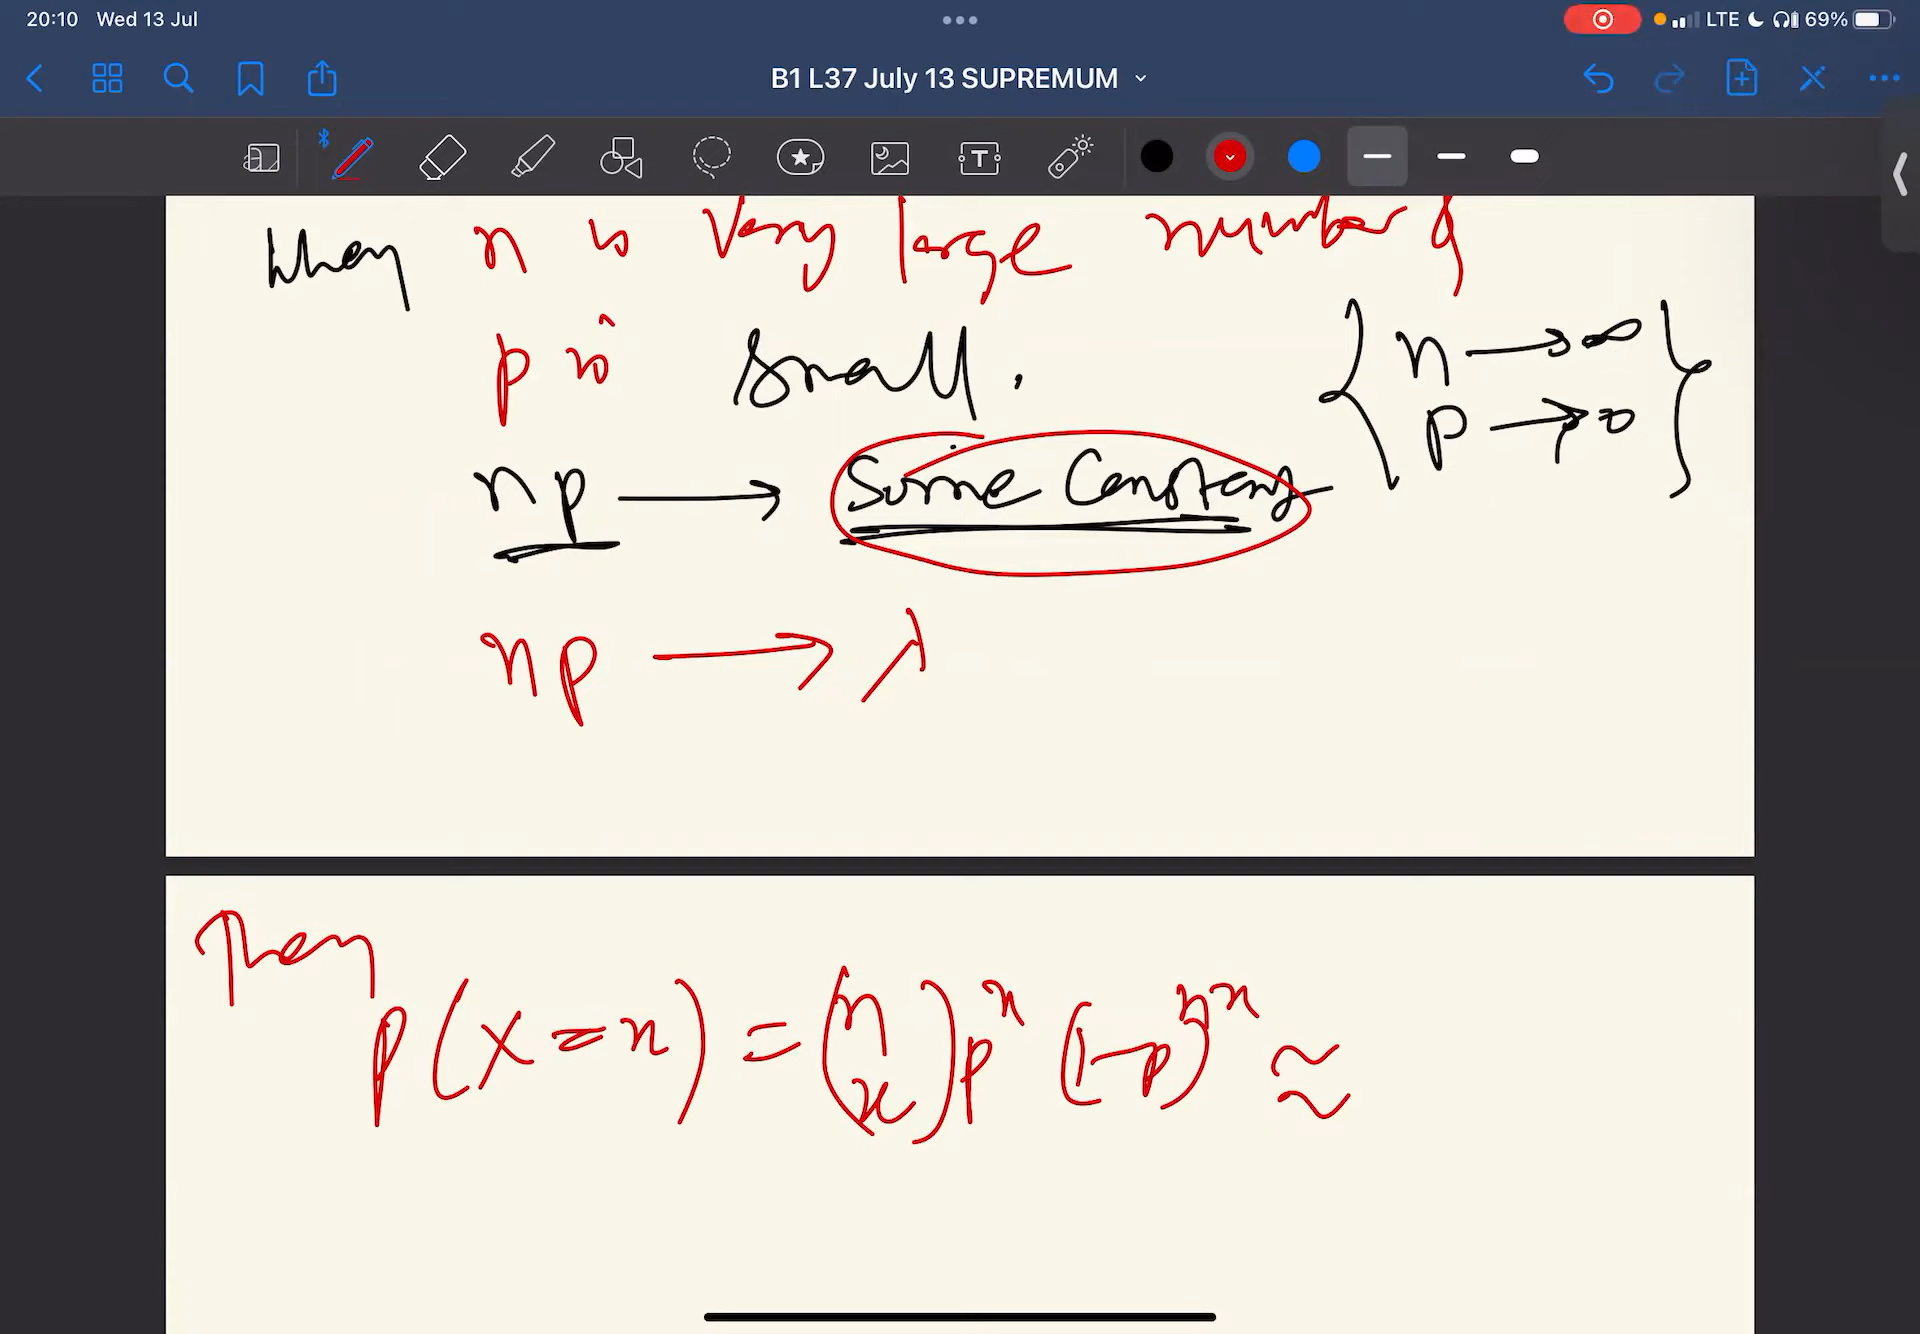 20:10 Wed 13 Jul
LTE 69%
B1 L37 July 13 SUPREMUM
T
When n is very large number &
p is small.
{ n → ∞
p → 0 }
np → Some Constant
np → λ
Then
P(X=x) = (n x) p^x (1-p)^n-x ≅